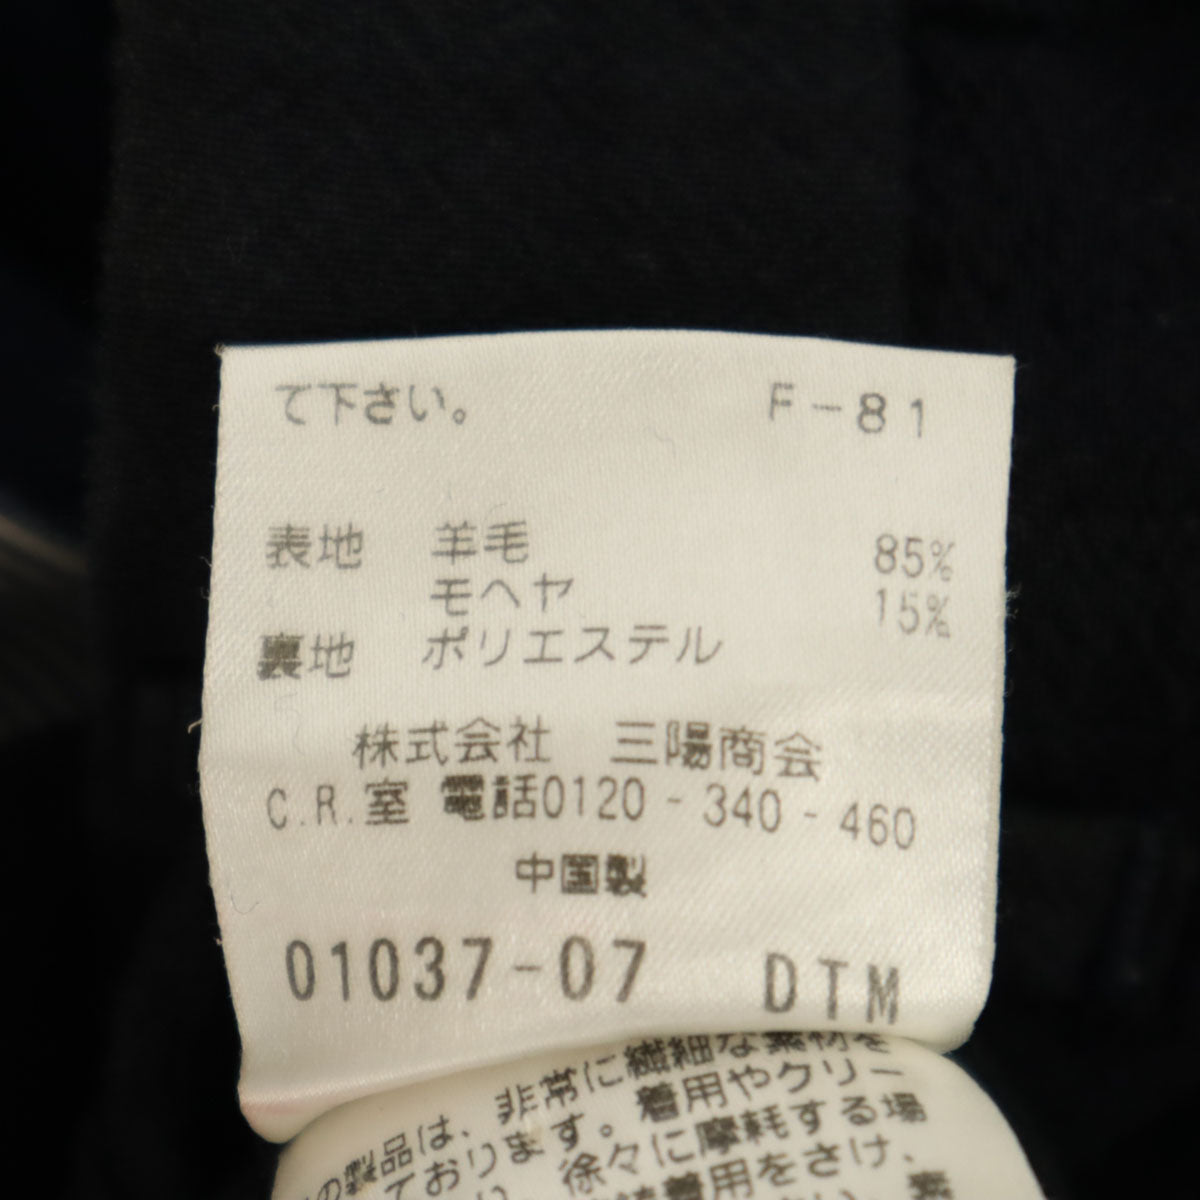 て下さい。 F-81
表地 羊毛 85%
モヘヤ 15%
裏地 ポリエステル
株式会社 三陽商会
C.R.室 電話0120-340-460
中国製
01037-07 DTM
の製品は、非常に繊細な素材を
ております。着用やクリー
徐々に摩耗する場
着用をさけ、